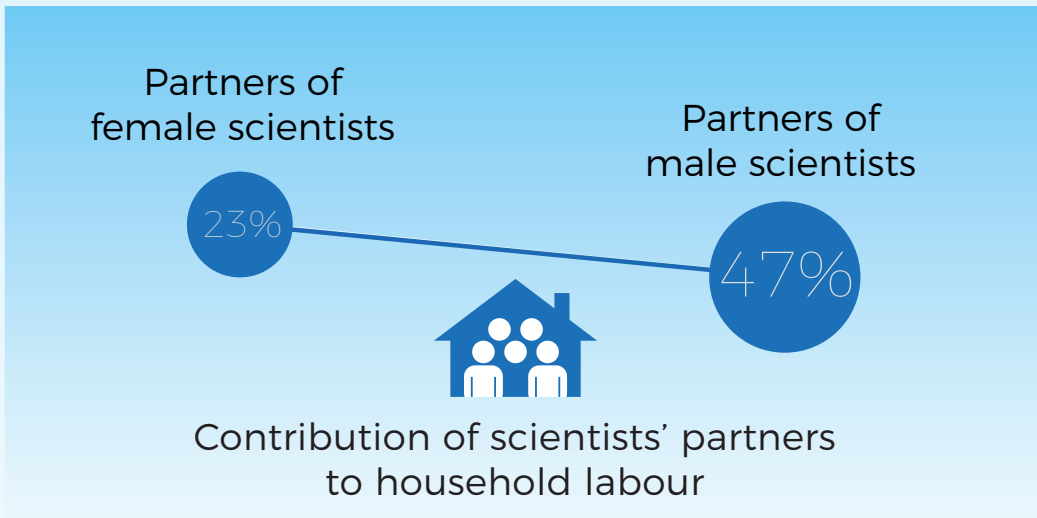 Partners of
female scientists
23%
Partners of
male scientists
47%
Contribution of scientists’ partners
to household labour